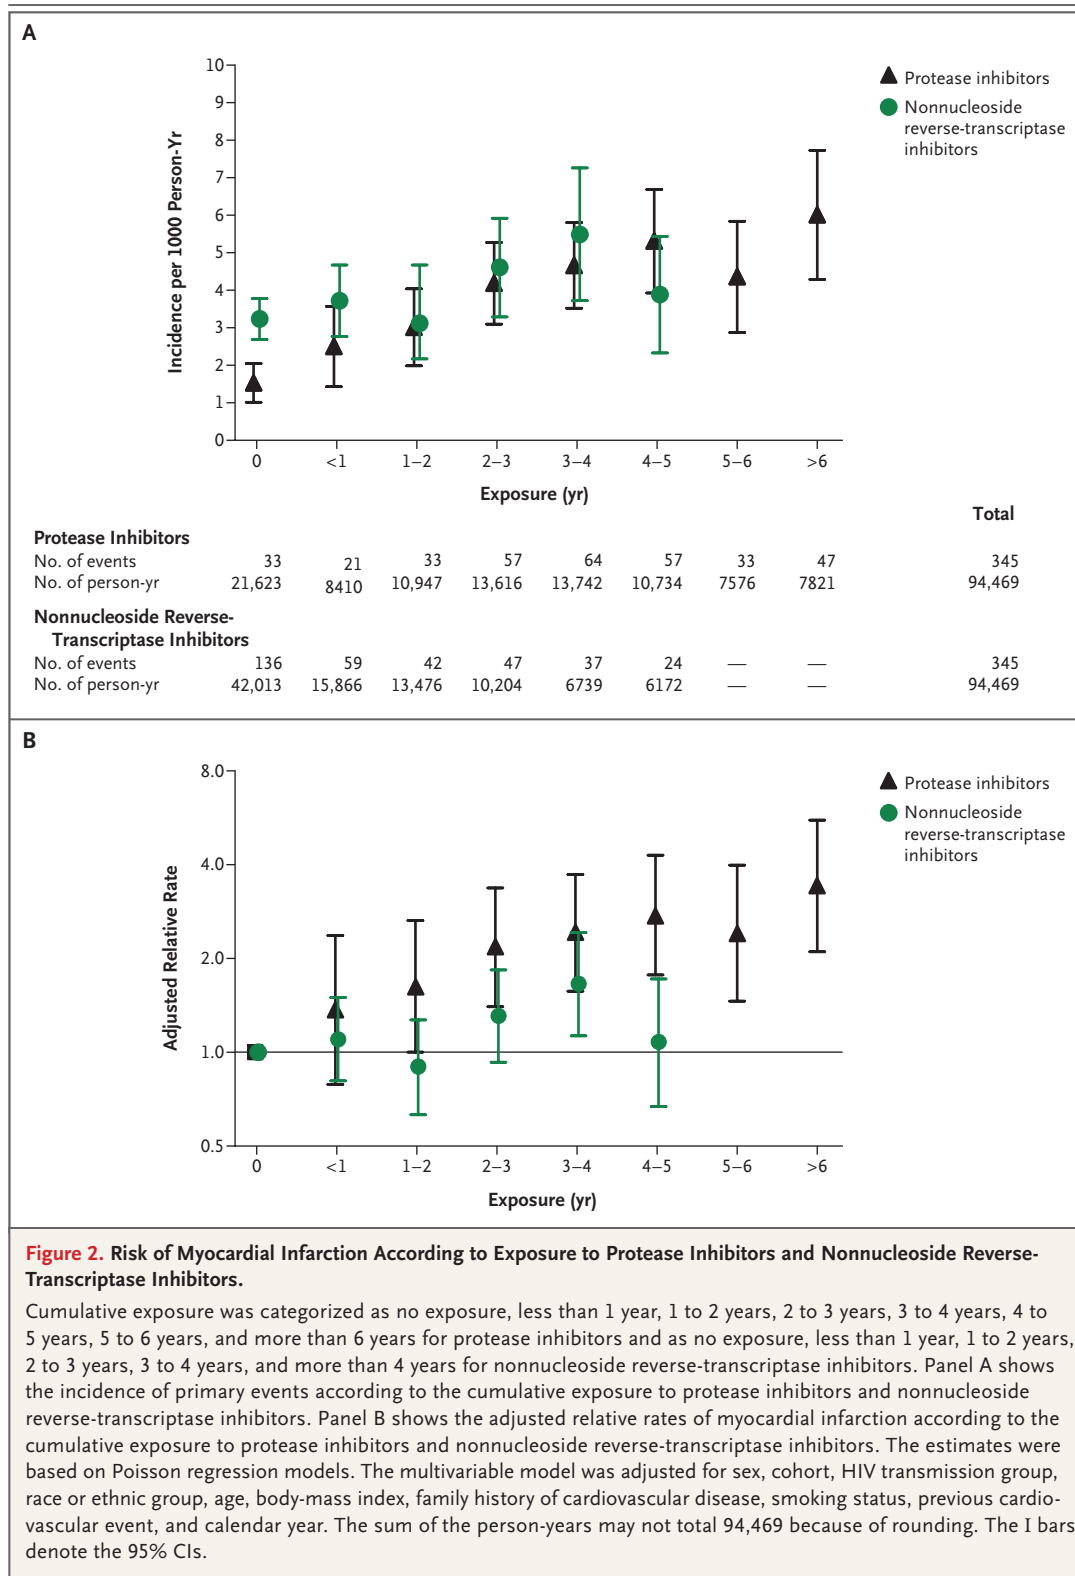 A
10
9
8
7
6
5
4
3
2
1
0
Incidence per 1000 Person-Yr
Protease inhibitors
Nonnucleoside
reverse-transcriptase
inhibitors
0 <1 1–2 2–3 3–4 4–5 5–6 >6
Exposure (yr)
Total
Protease Inhibitors
No. of events 33 21 33 57 64 57 33 47 345
No. of person-yr 21,623 8410 10,947 13,616 13,742 10,734 7576 7821 94,469
Nonnucleoside Reverse-
Transcriptase Inhibitors
No. of events 136 59 42 47 37 24 — — 345
No. of person-yr 42,013 15,866 13,476 10,204 6739 6172 — — 94,469
B
8.0
4.0
2.0
1.0
0.5
Adjusted Relative Rate
Protease inhibitors
Nonnucleoside
reverse-transcriptase
inhibitors
0 <1 1–2 2–3 3–4 4–5 5–6 >6
Exposure (yr)
Figure 2. Risk of Myocardial Infarction According to Exposure to Protease Inhibitors and Nonnucleoside Reverse-
Transcriptase Inhibitors.
Cumulative exposure was categorized as no exposure, less than 1 year, 1 to 2 years, 2 to 3 years, 3 to 4 years, 4 to
5 years, 5 to 6 years, and more than 6 years for protease inhibitors and as no exposure, less than 1 year, 1 to 2 years,
2 to 3 years, 3 to 4 years, and more than 4 years for nonnucleoside reverse-transcriptase inhibitors. Panel A shows
the incidence of primary events according to the cumulative exposure to protease inhibitors and nonnucleoside
reverse-transcriptase inhibitors. Panel B shows the adjusted relative rates of myocardial infarction according to the
cumulative exposure to protease inhibitors and nonnucleoside reverse-transcriptase inhibitors. The estimates were
based on Poisson regression models. The multivariable model was adjusted for sex, cohort, HIV transmission group,
race or ethnic group, age, body-mass index, family history of cardiovascular disease, smoking status, previous cardio-
vascular event, and calendar year. The sum of the person-years may not total 94,469 because of rounding. The I bars
denote the 95% CIs.